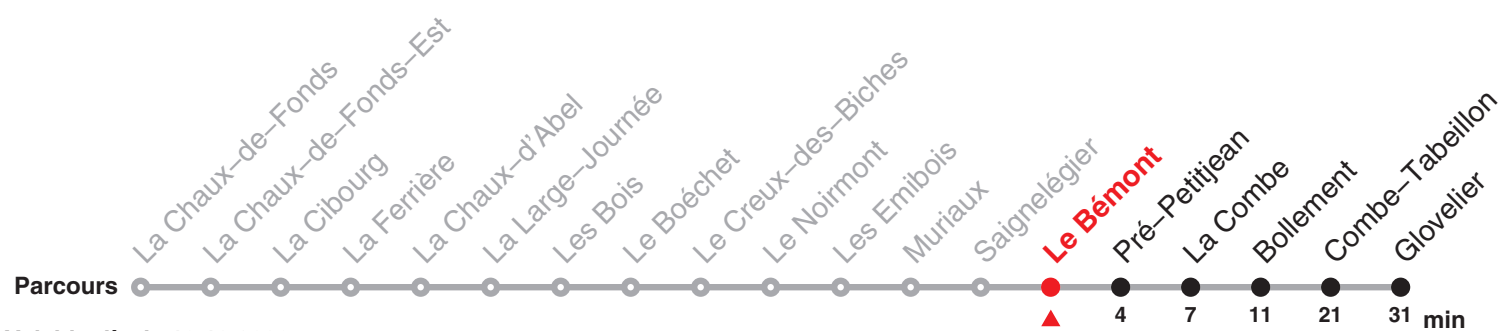 La Chaux–de–Fonds
La Chaux–de–Fonds–Est
La Cibourg
La Ferrière
La Chaux–d'Abel
La Large–Journée
Les Bois
Le Boéchet
Le Creux–des–Biches
Le Noirmont
Les Emibois
Muriaux
Saignelégier
Le Bémont
Pré–Petitjean
La Combe
Bollement
Combe–Tabeillon
Glovelier
Parcours
4 7 11 21 31 min